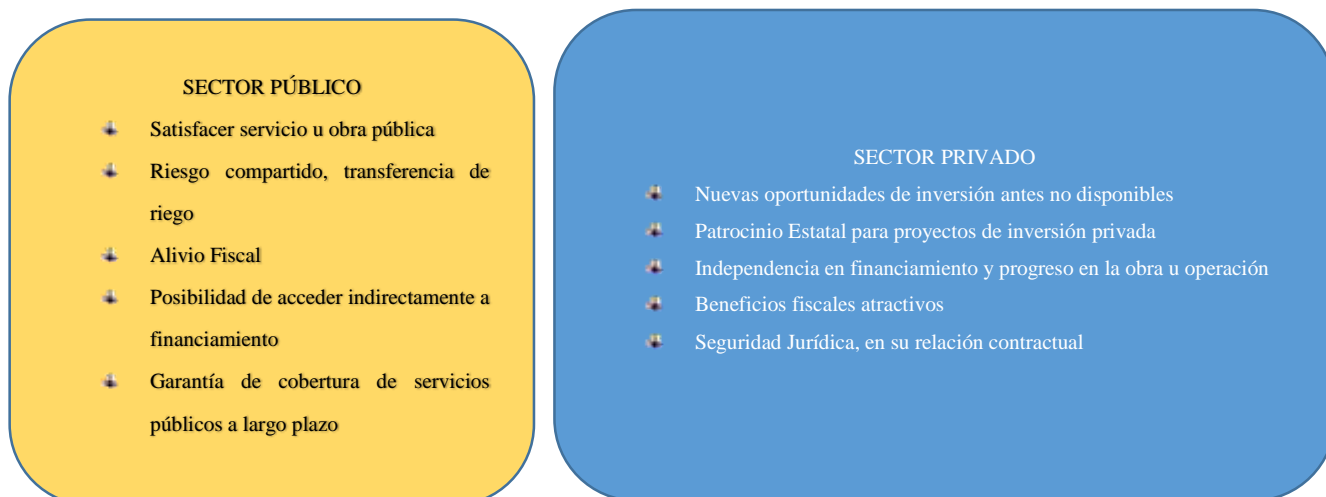 SECTOR PÚBLICO
Satisfacer servicio u obra pública
Riesgo compartido, transferencia de
riego
Alivio Fiscal
Posibilidad de acceder indirectamente a
financiamiento
Garantía de cobertura de servicios
públicos a largo plazo
SECTOR PRIVADO
Nuevas oportunidades de inversión antes no disponibles
Patrocinio Estatal para proyectos de inversión privada
Independencia en financiamiento y progreso en la obra u operación
Beneficios fiscales atractivos
Seguridad Jurídica, en su relación contractual